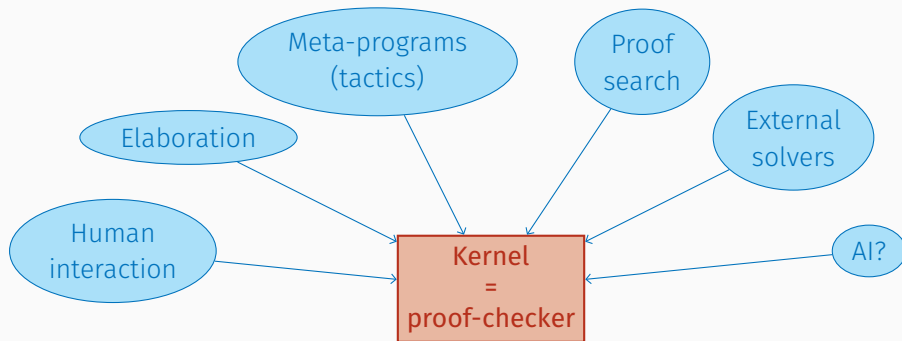 Meta-programs
(tactics)
Proof
search
Elaboration
External
solvers
Human
interaction
Kernel
=
proof-checker
AI?